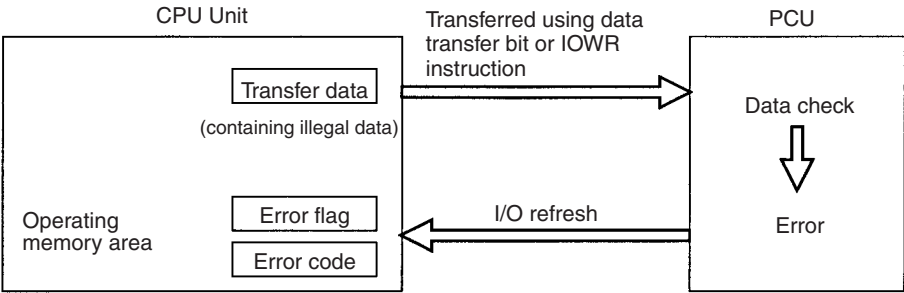 CPU Unit
Transferred using data
transfer bit or IOWR
instruction
PCU
Transfer data
(containing illegal data)
Data check
Operating
memory area
Error flag
Error code
I/O refresh
Error